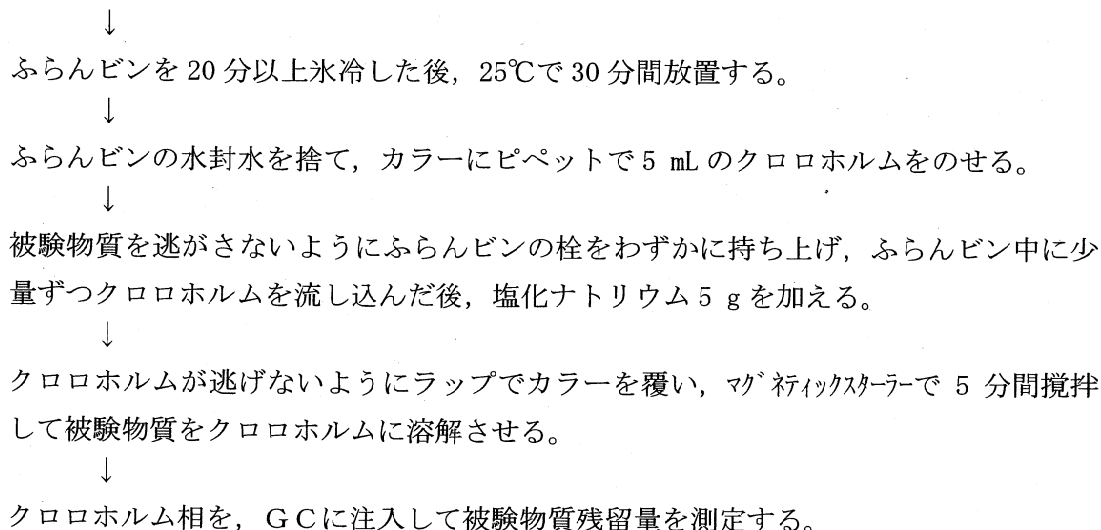 ↓
ふらんビンを 20 分以上氷冷した後，25℃で 30 分間放置する。
↓
ふらんビンの水封水を捨て，カラーにピペットで 5 mL のクロロホルムをのせる。
↓
被験物質を逃がさないようにふらんビンの栓をわずかに持ち上げ，ふらんビン中に少
量ずつクロロホルムを流し込んだ後，塩化ナトリウム 5 g を加える。
↓
クロロホルムが逃げないようにラップでカラーを覆い，ﾏｸﾞﾈﾃｨｯｸｽﾀｰﾗｰで 5 分間撹拌
して被験物質をクロロホルムに溶解させる。
↓
クロロホルム相を，ＧＣに注入して被験物質残留量を測定する。